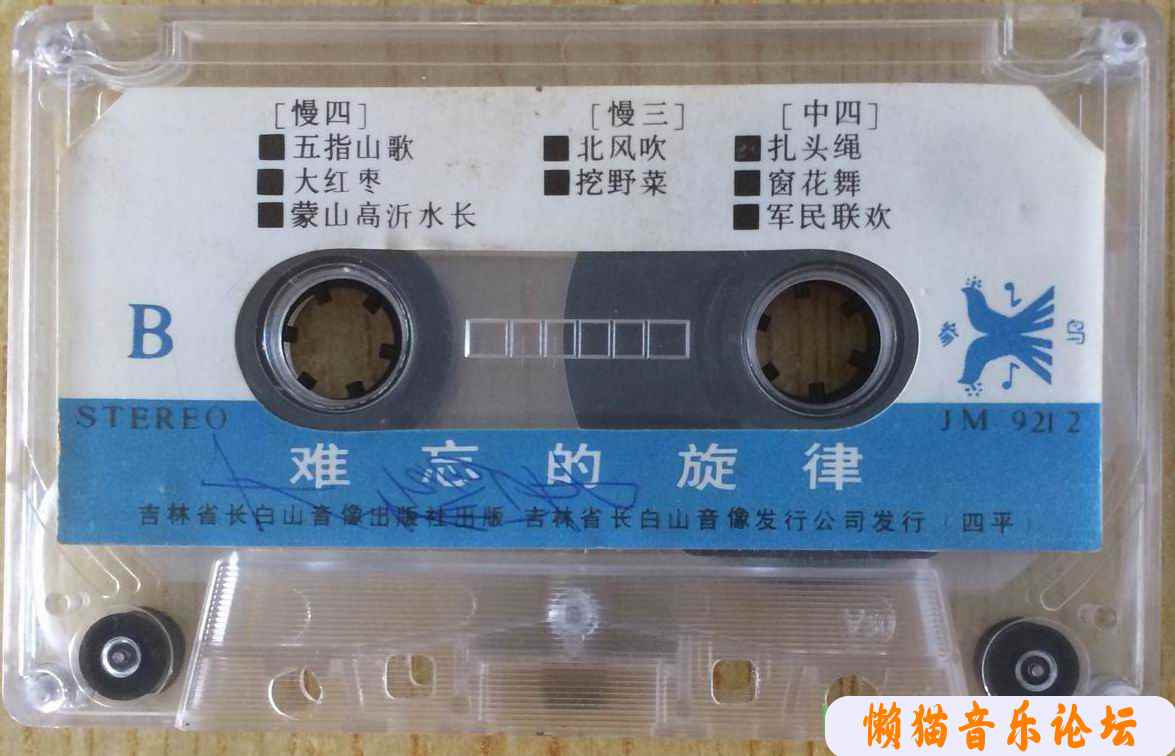 [慢四] [慢三] [中四]
■五指山歌 ■北风吹 ■扎头绳
■大红枣 ■挖野菜 ■窗花舞
■蒙山高沂水长 ■军民联欢
B
STEREO JM 9212
难忘的旋律
吉林省长白山音像出版社出版 吉林省长白山音像发行公司发行(四平)
懒猫音乐论坛